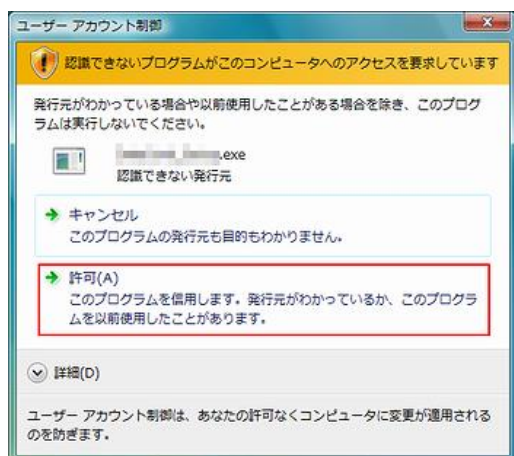 ユーザー アカウント制御
認識できないプログラムがこのコンピュータへのアクセスを要求しています
発行元がわかっている場合や以前使用したことがある場合を除き、このプログ
ラムは実行しないでください。
.exe
認識できない発行元
キャンセル
このプログラムの発行元も目的もわかりません。
許可(A)
このプログラムを信用します。発行元がわかっているか、このプログラ
ムを以前使用したことがあります。
詳細(D)
ユーザー アカウント制御は、あなたの許可なくコンピュータに変更が適用される
のを防ぎます。